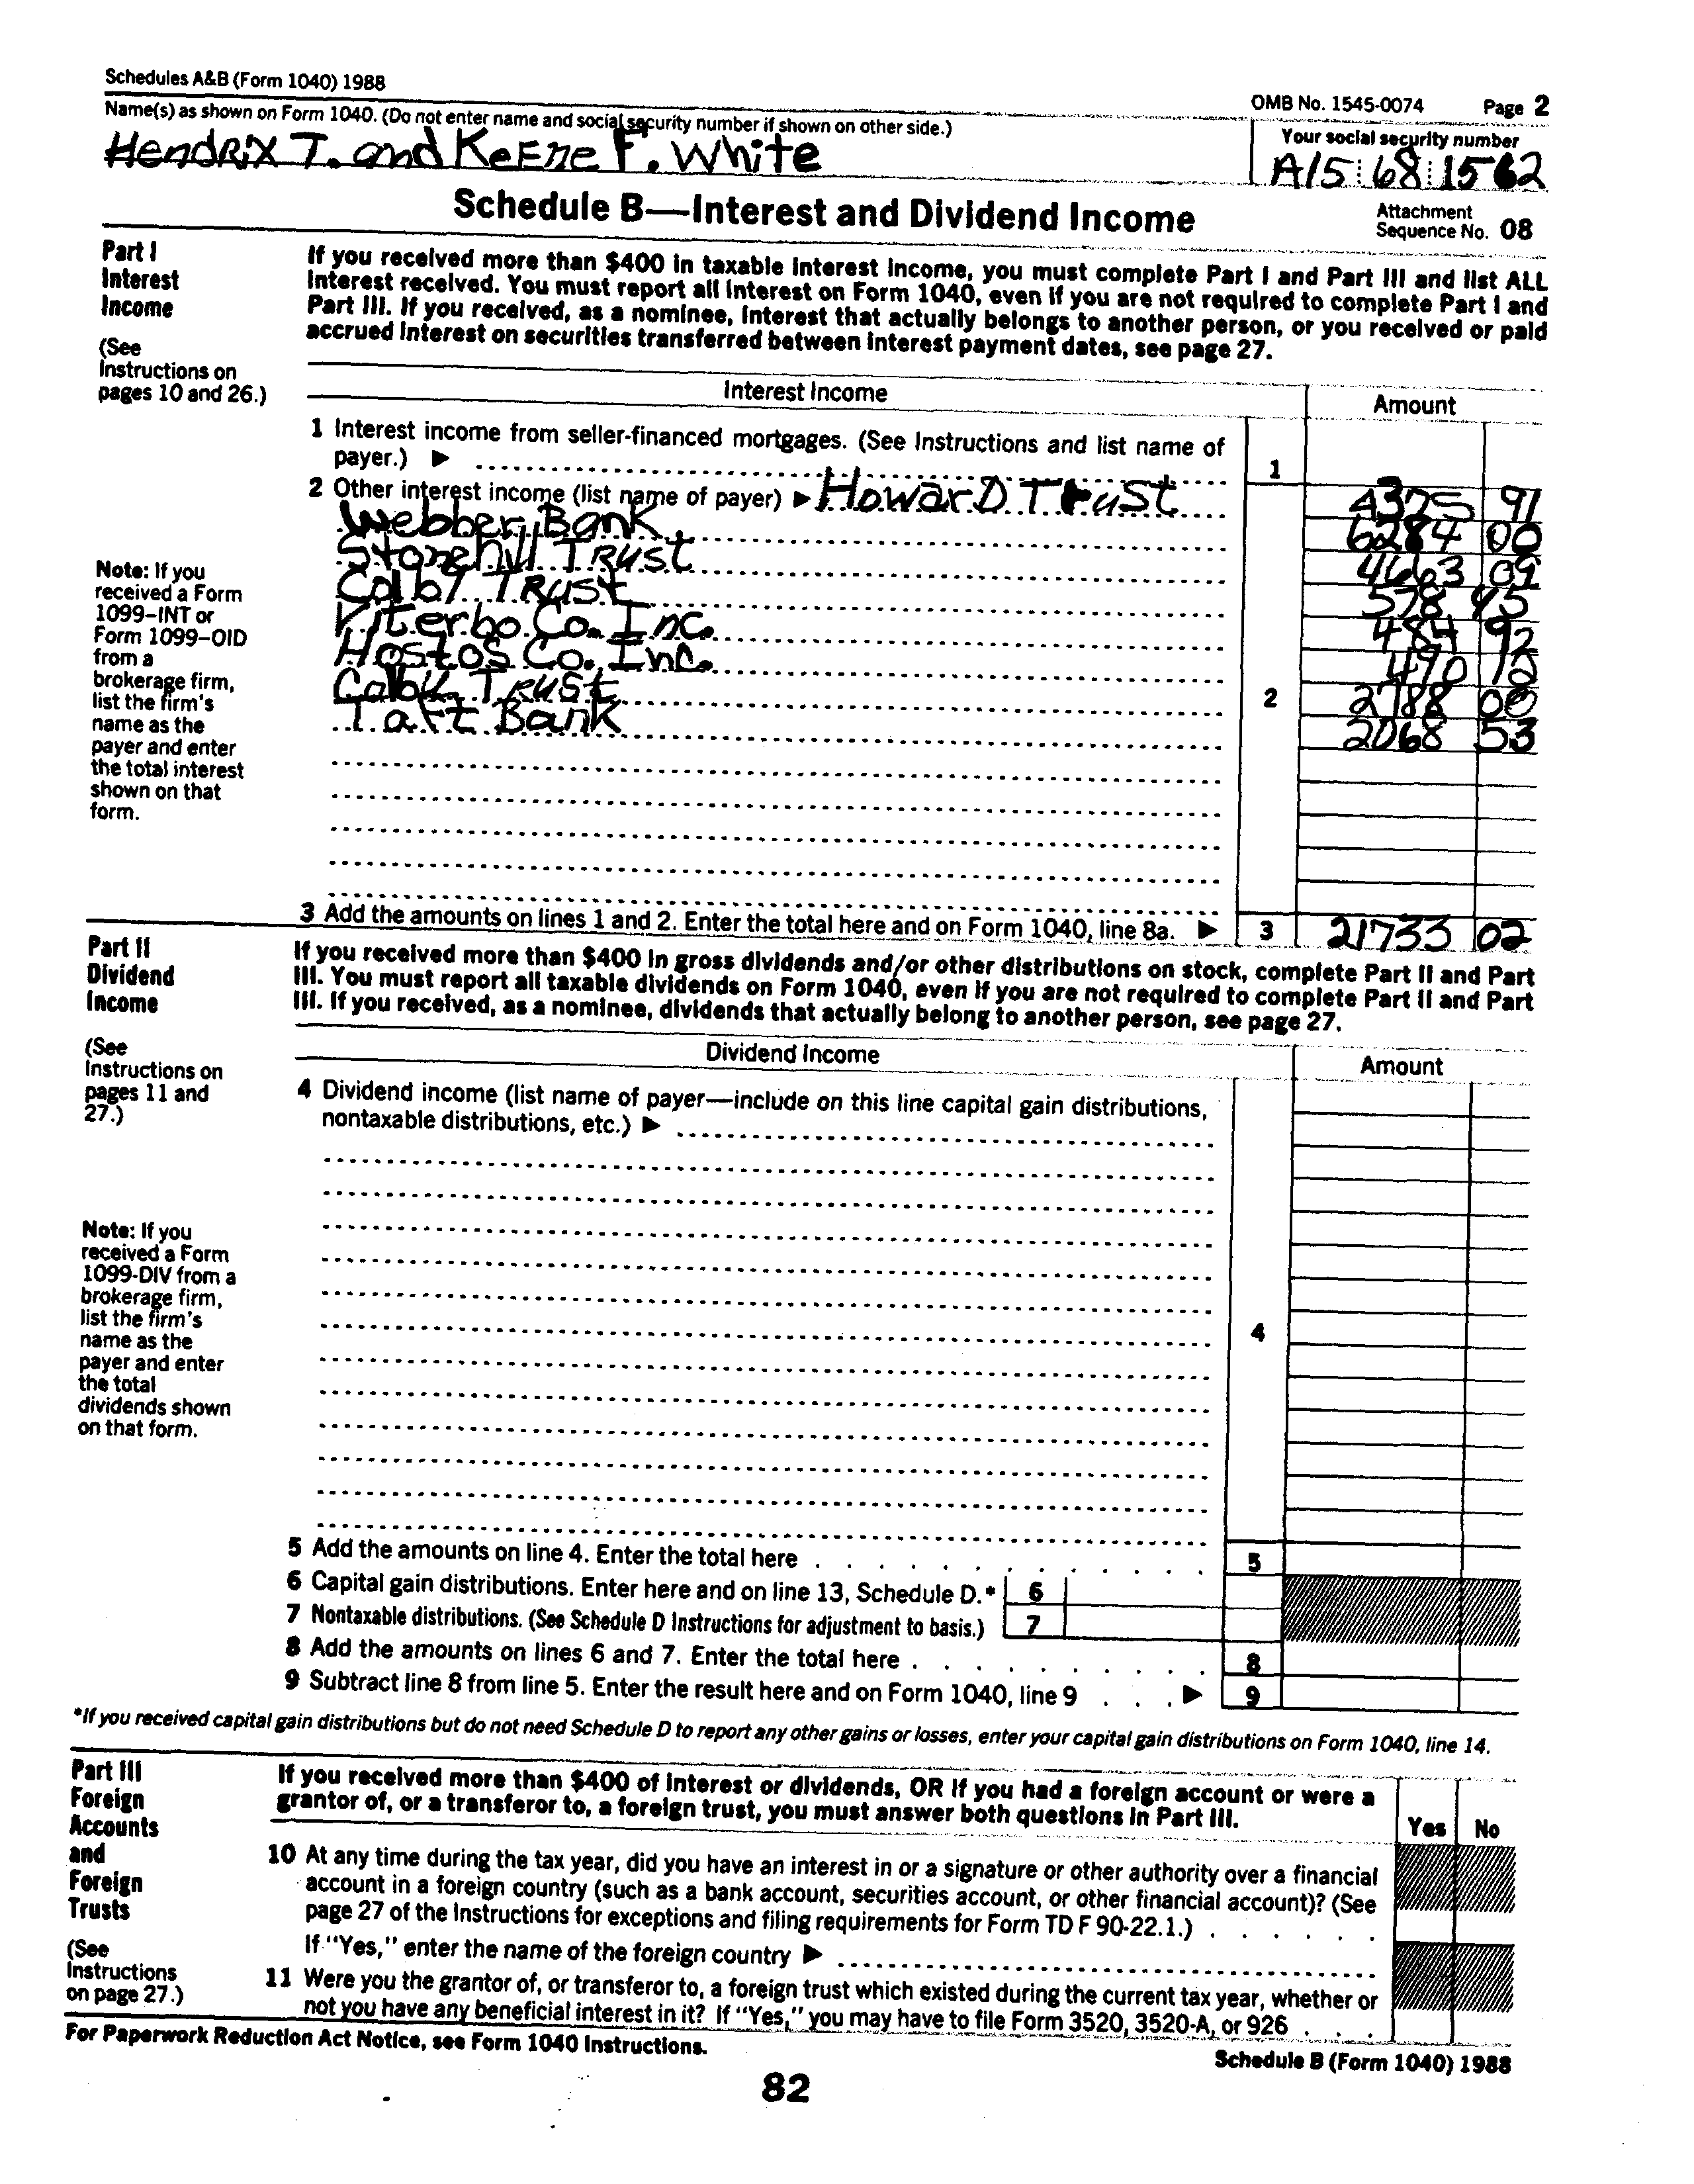 Schedules A&B (Form 1040) 1988
OMB No. 1545-0074 Page 2
Name(s) as shown on Form 1040. (Do not enter name and social security number if shown on other side.)
Your social security number
Hendrix T. and KeEne F. White
A15 68 1562
Schedule B—Interest and Dividend Income
Attachment
Sequence No. 08
Part I
Interest
Income
(See
Instructions on
pages 10 and 26.)
If you received more than $400 in taxable interest income, you must complete Part I and Part III and list ALL
interest received. You must report all interest on Form 1040, even if you are not required to complete Part I and
Part III. If you received, as a nominee, interest that actually belongs to another person, or you received or paid
accrued interest on securities transferred between interest payment dates, see page 27.
Interest Income
Amount
1 Interest income from seller-financed mortgages. (See Instructions and list name of
payer.) ▶ 1
2 Other interest income (list name of payer) ▶ Howard Trust 4375 91
Webber Bank 6284 00
Stonehill Trust 4663 09
Colby Trust 578 45
Viterbo Co. Inc. 484 92
Hostos Co., Inc. 490 12
Colby Trust 2788 00
Taft Bank 2068 53
2
Note: If you
received a Form
1099–INT or
Form 1099–OID
from a
brokerage firm,
list the firm's
name as the
payer and enter
the total interest
shown on that
form.
3 Add the amounts on lines 1 and 2. Enter the total here and on Form 1040, line 8a. ▶ 3 21733 02
Part II
Dividend
Income
(See
Instructions on
pages 11 and
27.)
If you received more than $400 in gross dividends and/or other distributions on stock, complete Part II and Part
III. You must report all taxable dividends on Form 1040, even if you are not required to complete Part II and Part
III. If you received, as a nominee, dividends that actually belong to another person, see page 27.
Dividend Income
Amount
4 Dividend income (list name of payer—include on this line capital gain distributions,
nontaxable distributions, etc.) ▶
Note: If you
received a Form
1099-DIV from a
brokerage firm,
list the firm's
name as the
payer and enter
the total
dividends shown
on that form.
4
5 Add the amounts on line 4. Enter the total here 5
6 Capital gain distributions. Enter here and on line 13, Schedule D.* 6
7 Nontaxable distributions. (See Schedule D Instructions for adjustment to basis.) 7
8 Add the amounts on lines 6 and 7. Enter the total here 8
9 Subtract line 8 from line 5. Enter the result here and on Form 1040, line 9 ▶ 9
*If you received capital gain distributions but do not need Schedule D to report any other gains or losses, enter your capital gain distributions on Form 1040, line 14.
Part III
Foreign
Accounts
and
Foreign
Trusts
(See
Instructions
on page 27.)
If you received more than $400 of interest or dividends, OR if you had a foreign account or were a
grantor of, or a transferor to, a foreign trust, you must answer both questions in Part III.
Yes No
10 At any time during the tax year, did you have an interest in or a signature or other authority over a financial
account in a foreign country (such as a bank account, securities account, or other financial account)? (See
page 27 of the Instructions for exceptions and filing requirements for Form TD F 90-22.1.)
If "Yes," enter the name of the foreign country ▶
11 Were you the grantor of, or transferor to, a foreign trust which existed during the current tax year, whether or
not you have any beneficial interest in it? If "Yes," you may have to file Form 3520, 3520-A, or 926
For Paperwork Reduction Act Notice, see Form 1040 Instructions.
Schedule B (Form 1040) 1988
82